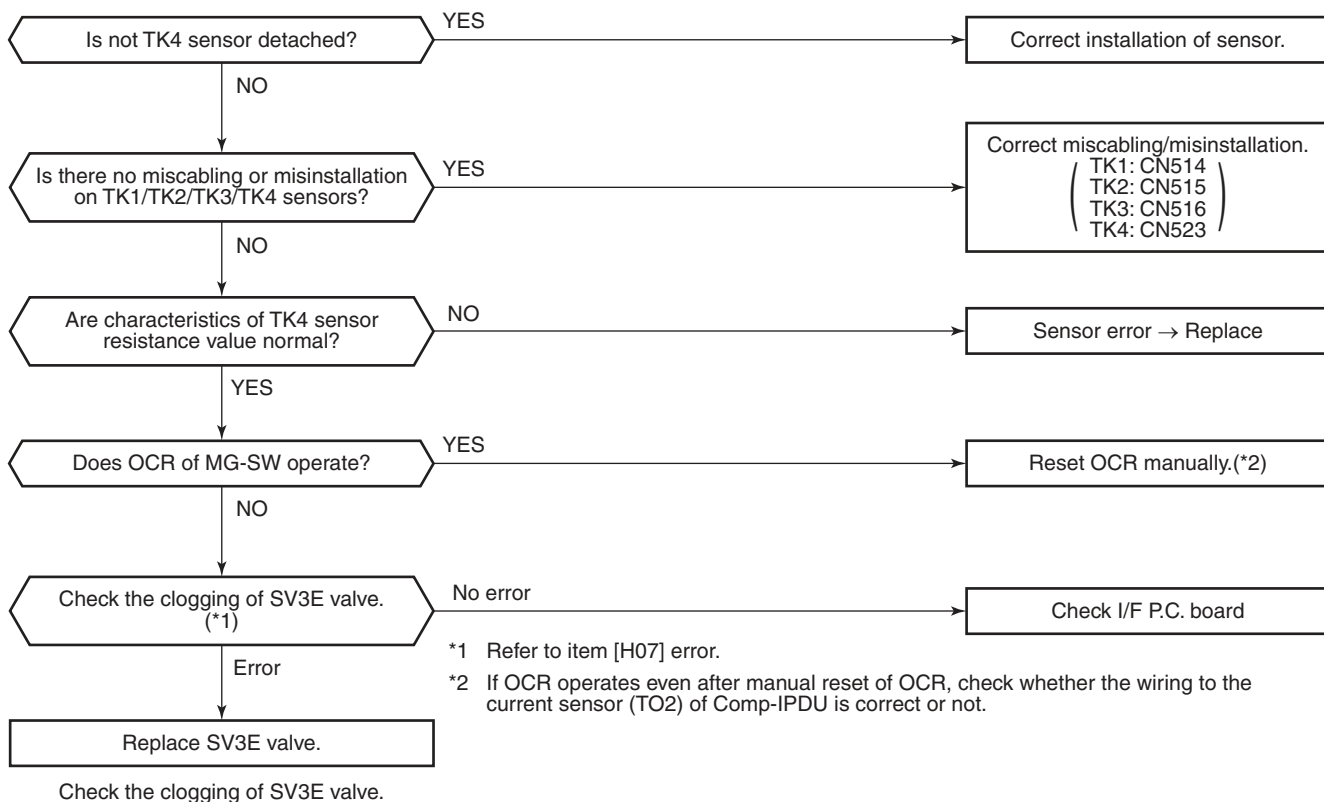 Is not TK4 sensor detached?
YES
Correct installation of sensor.
NO
Is there no miscabling or misinstallation
on TK1/TK2/TK3/TK4 sensors?
YES
Correct miscabling/misinstallation.
TK1: CN514
TK2: CN515
TK3: CN516
TK4: CN523
NO
Are characteristics of TK4 sensor
resistance value normal?
NO
Sensor error → Replace
YES
Does OCR of MG-SW operate?
YES
Reset OCR manually.(*2)
NO
Check the clogging of SV3E valve.
(*1)
No error
Check I/F P.C. board
Error
*1 Refer to item [H07] error.
*2 If OCR operates even after manual reset of OCR, check whether the wiring to the
current sensor (TO2) of Comp-IPDU is correct or not.
Replace SV3E valve.
Check the clogging of SV3E valve.